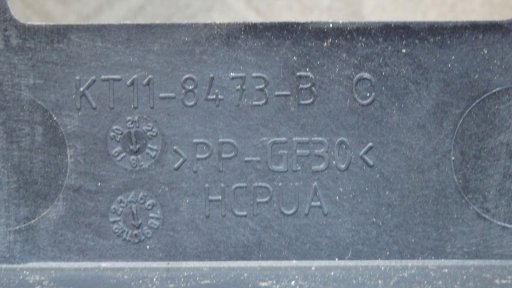 KT11-8473-B C
>PP-GF30<
HCPUA